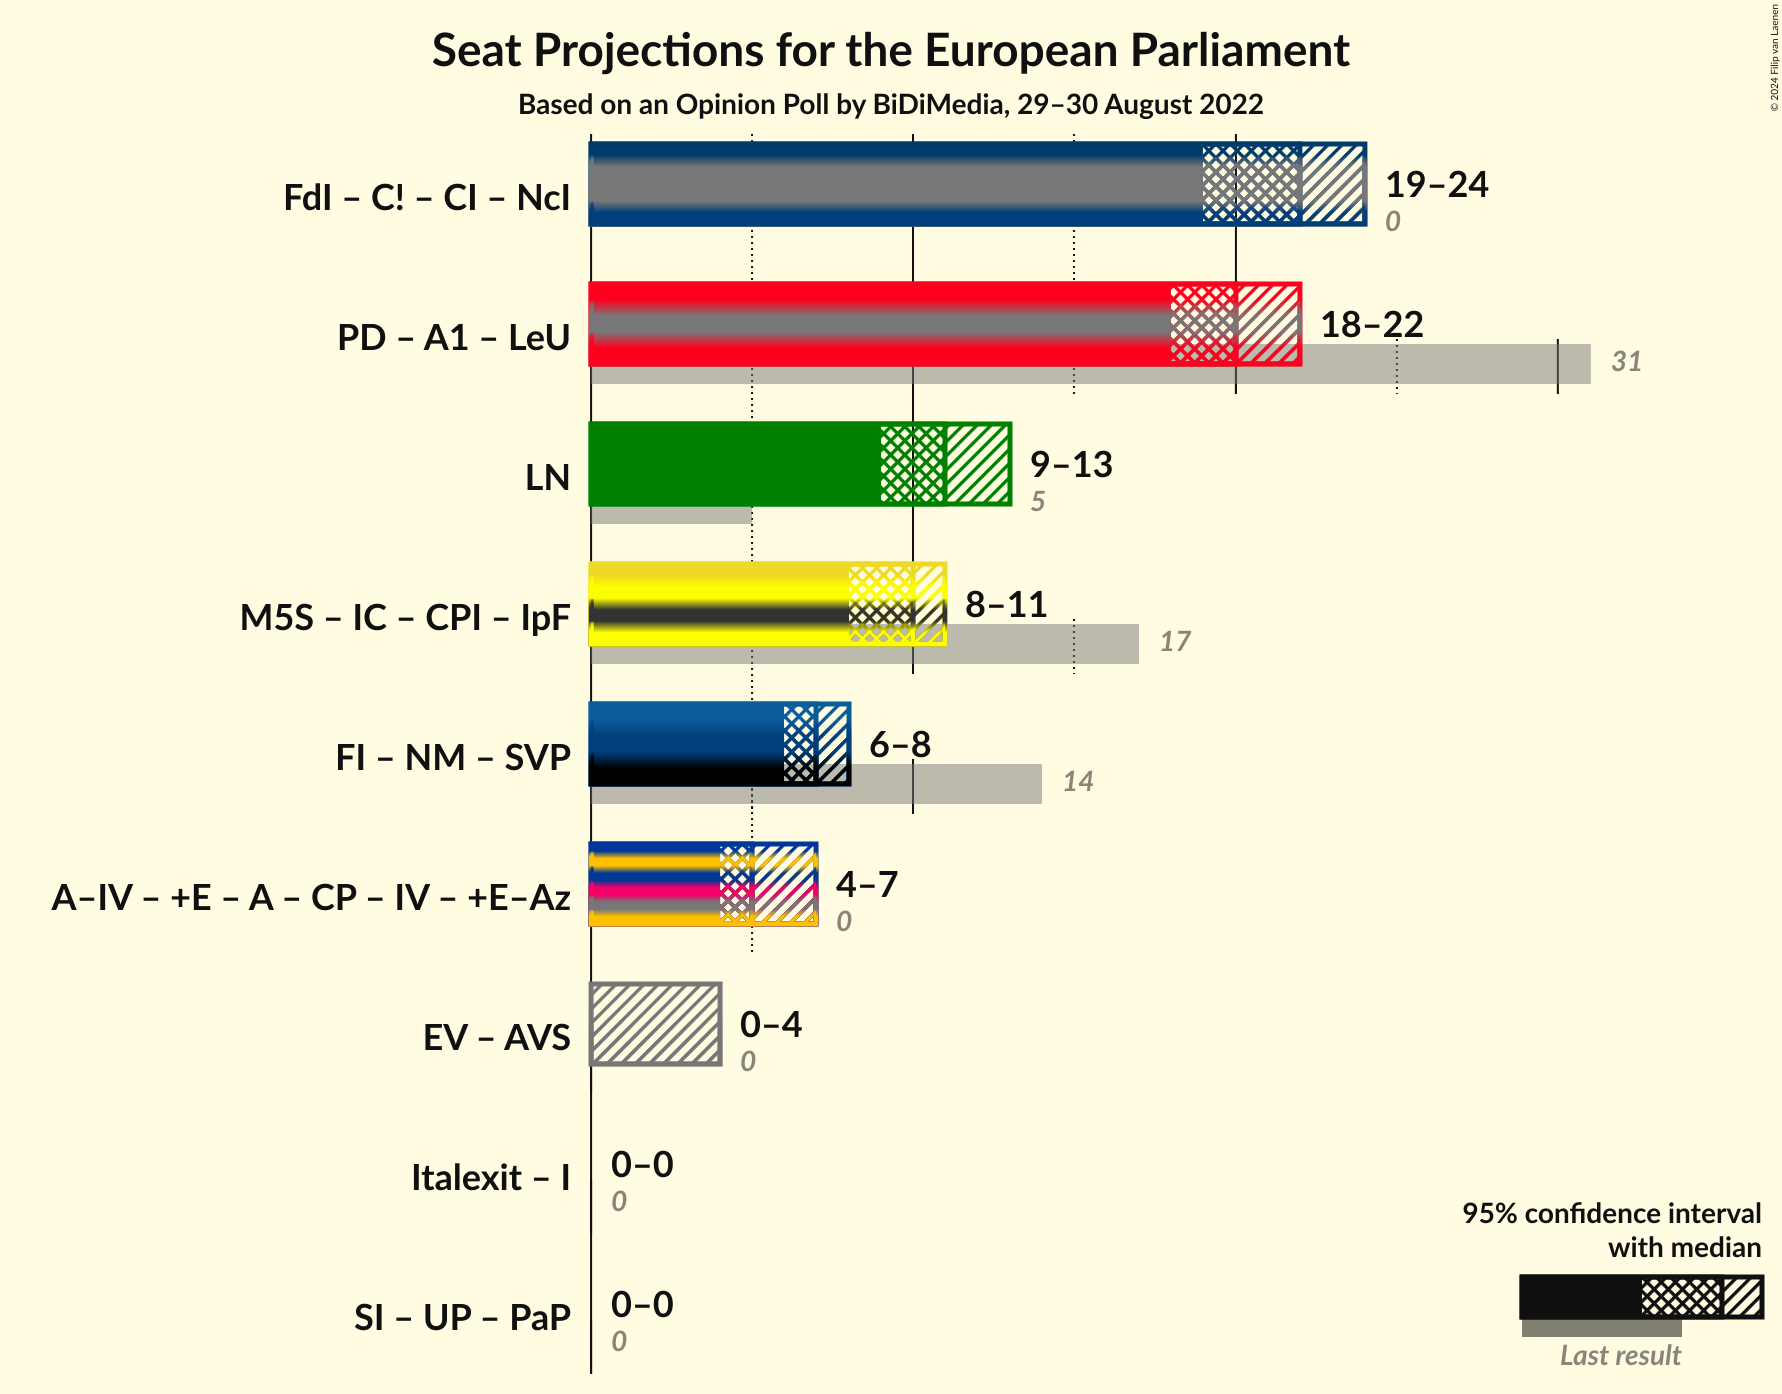 Seat Projections for the European Parliament
Based on an Opinion Poll by BiDiMedia, 29–30 August 2022
© 2024 Filip van Laenen
FdI – C! – CI – NcI
19–24
0
PD – A1 – LeU
18–22
31
LN
9–13
5
M5S – IC – CPI – IpF
8–11
17
FI – NM – SVP
6–8
14
A–IV – +E – A – CP – IV – +E–Az
4–7
0
EV – AVS
0–4
0
Italexit – I
0–0
0
SI – UP – PaP
0–0
0
95% confidence interval
with median
Last result